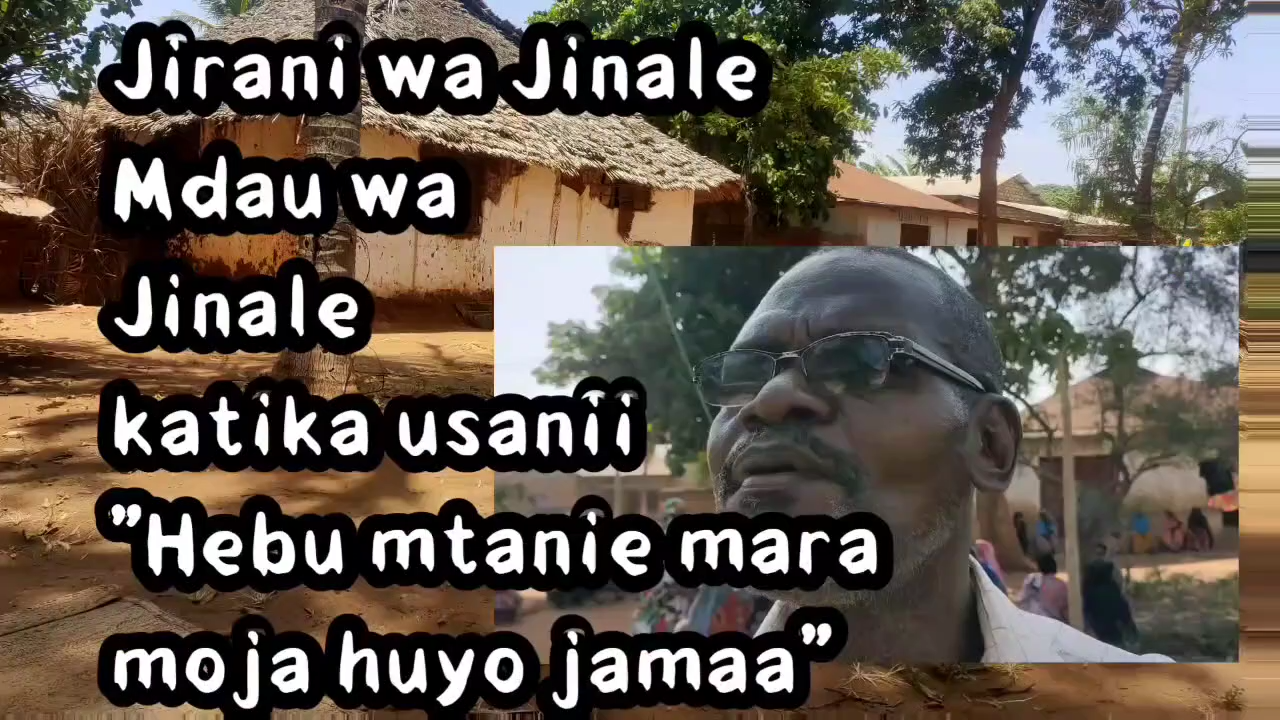 Jirani wa Jinale
Mdau wa
Jinale
katika usanii
"Hebu mtanie mara
moja huyo jamaa"